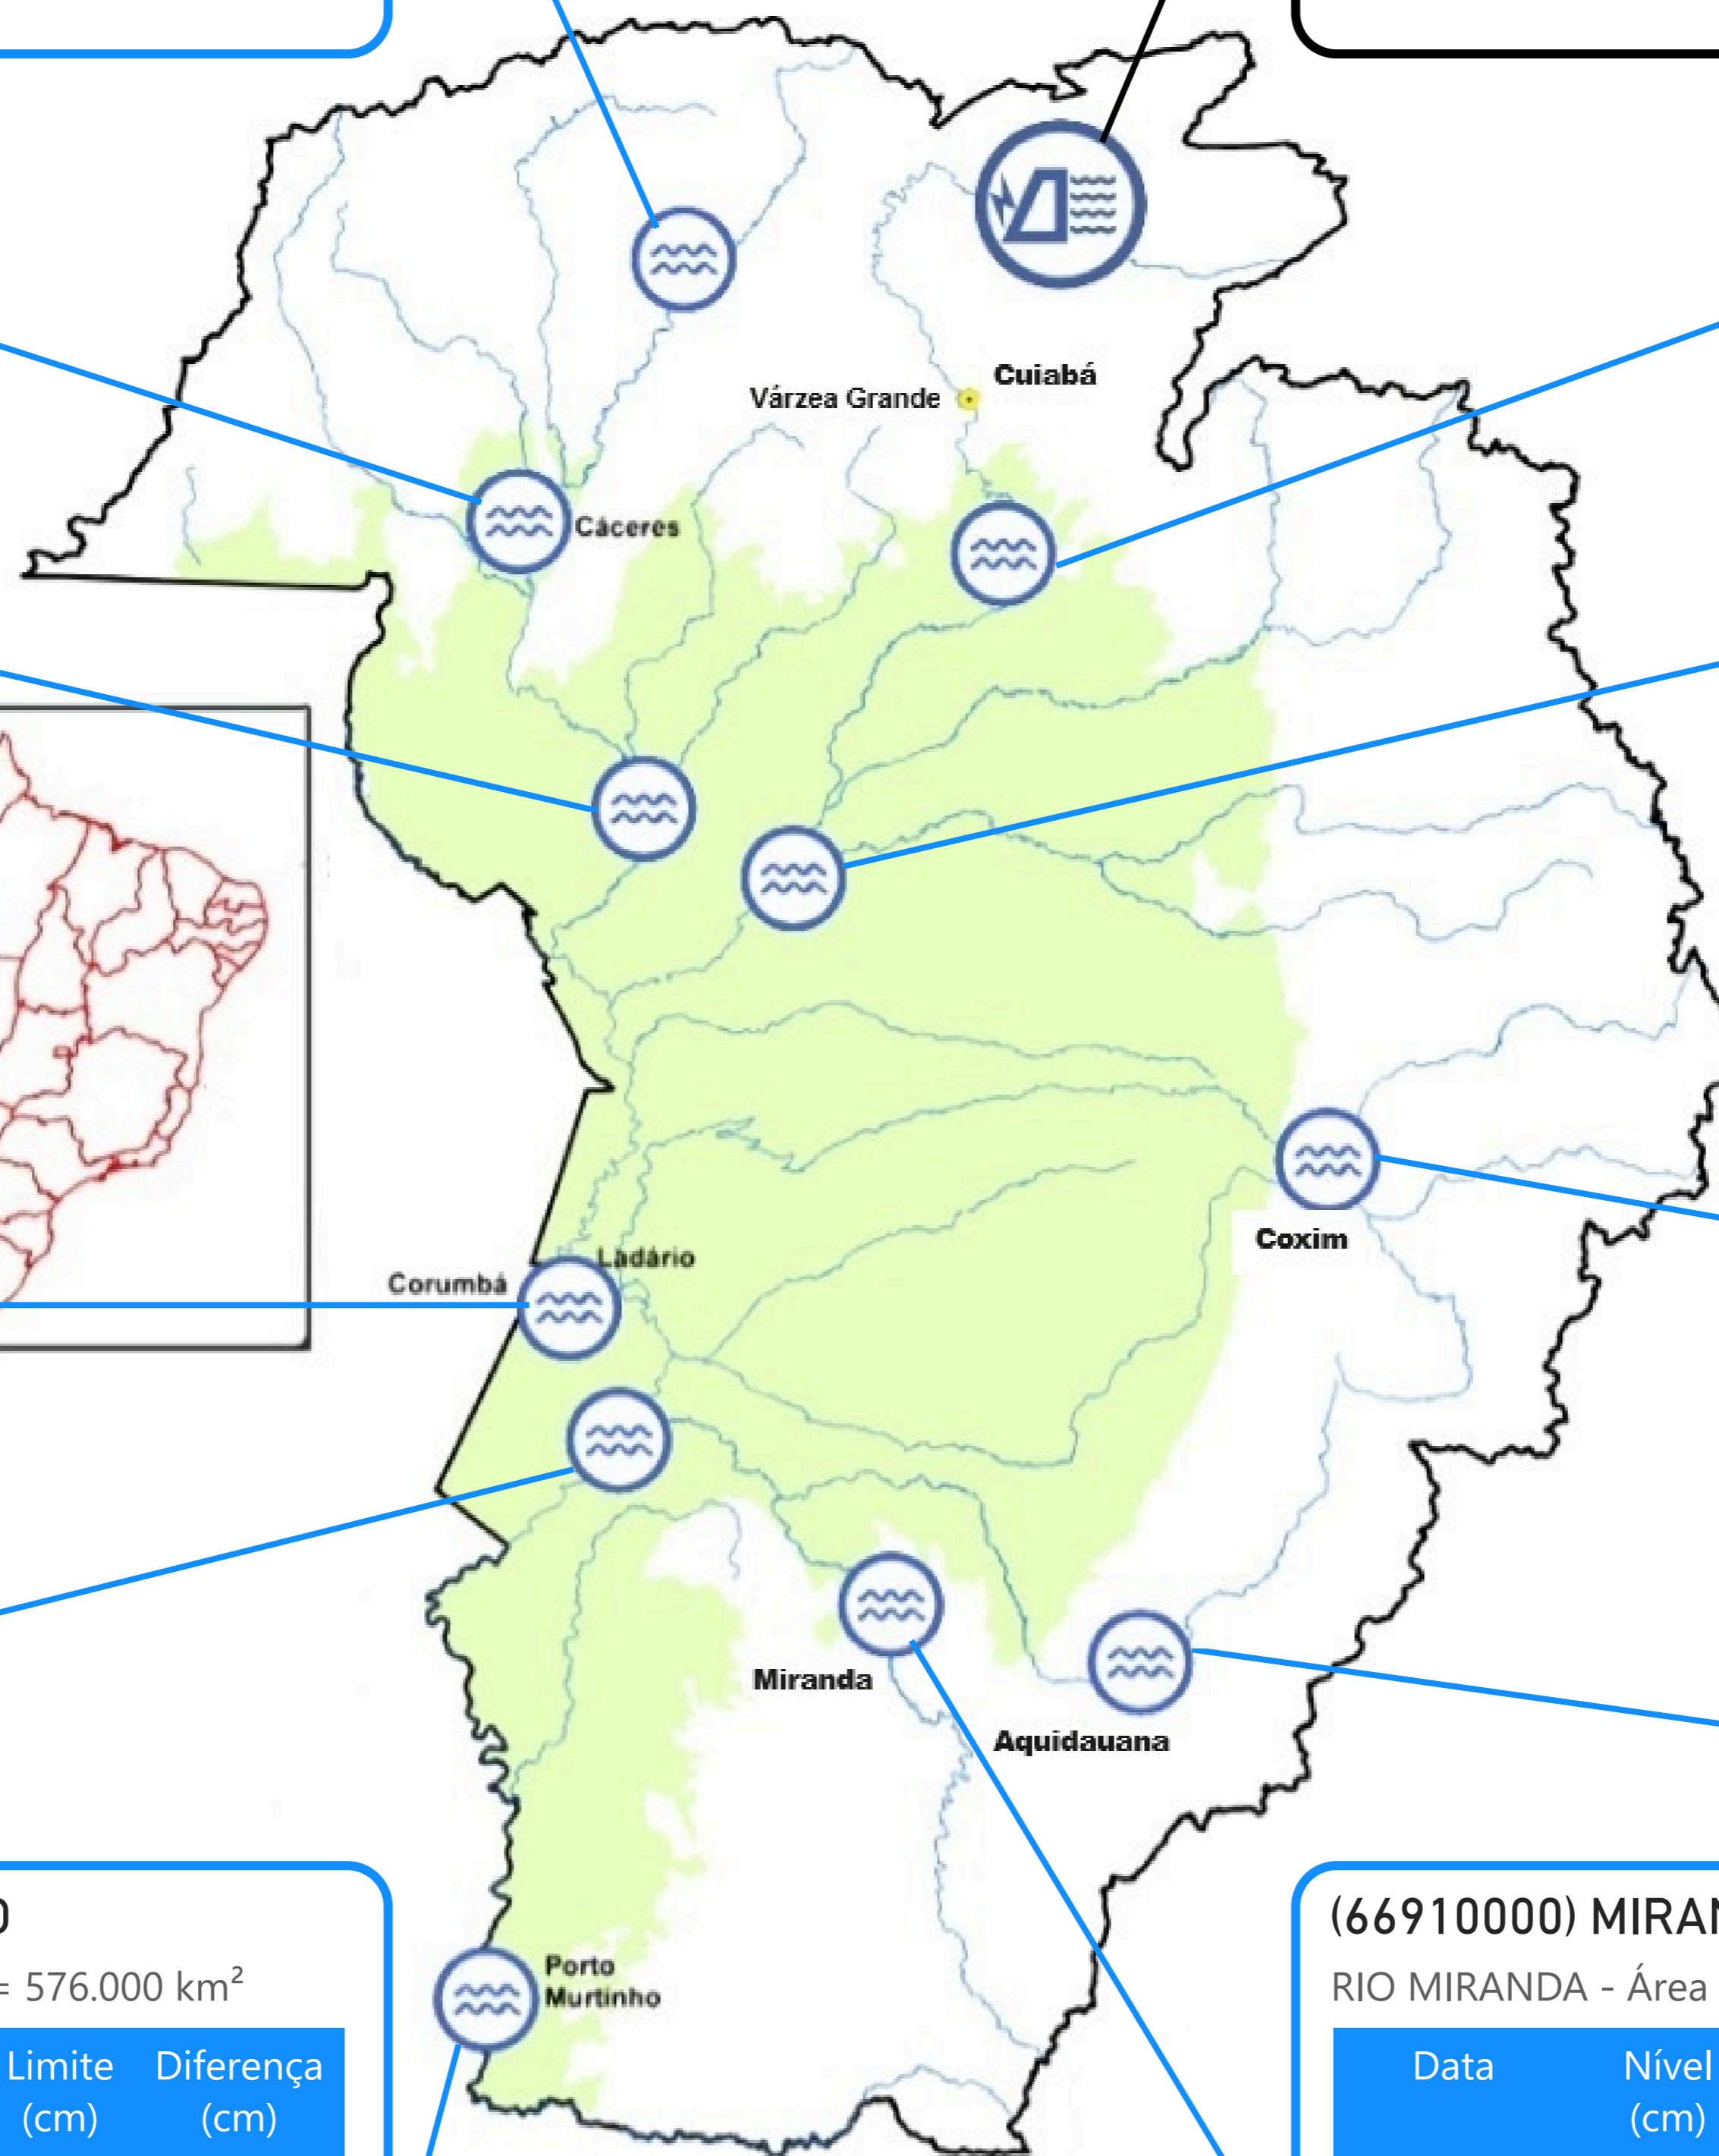 Cuiabá
Várzea Grande
Cáceres
Coxim
Ladário
Corumbá
Miranda
Aquidauana
Porto
Murtinho
= 576.000 km²
Limite
(cm)
Diferença
(cm)
(66910000)
RIO MIRANDA - Área
Data
Nível
(cm)